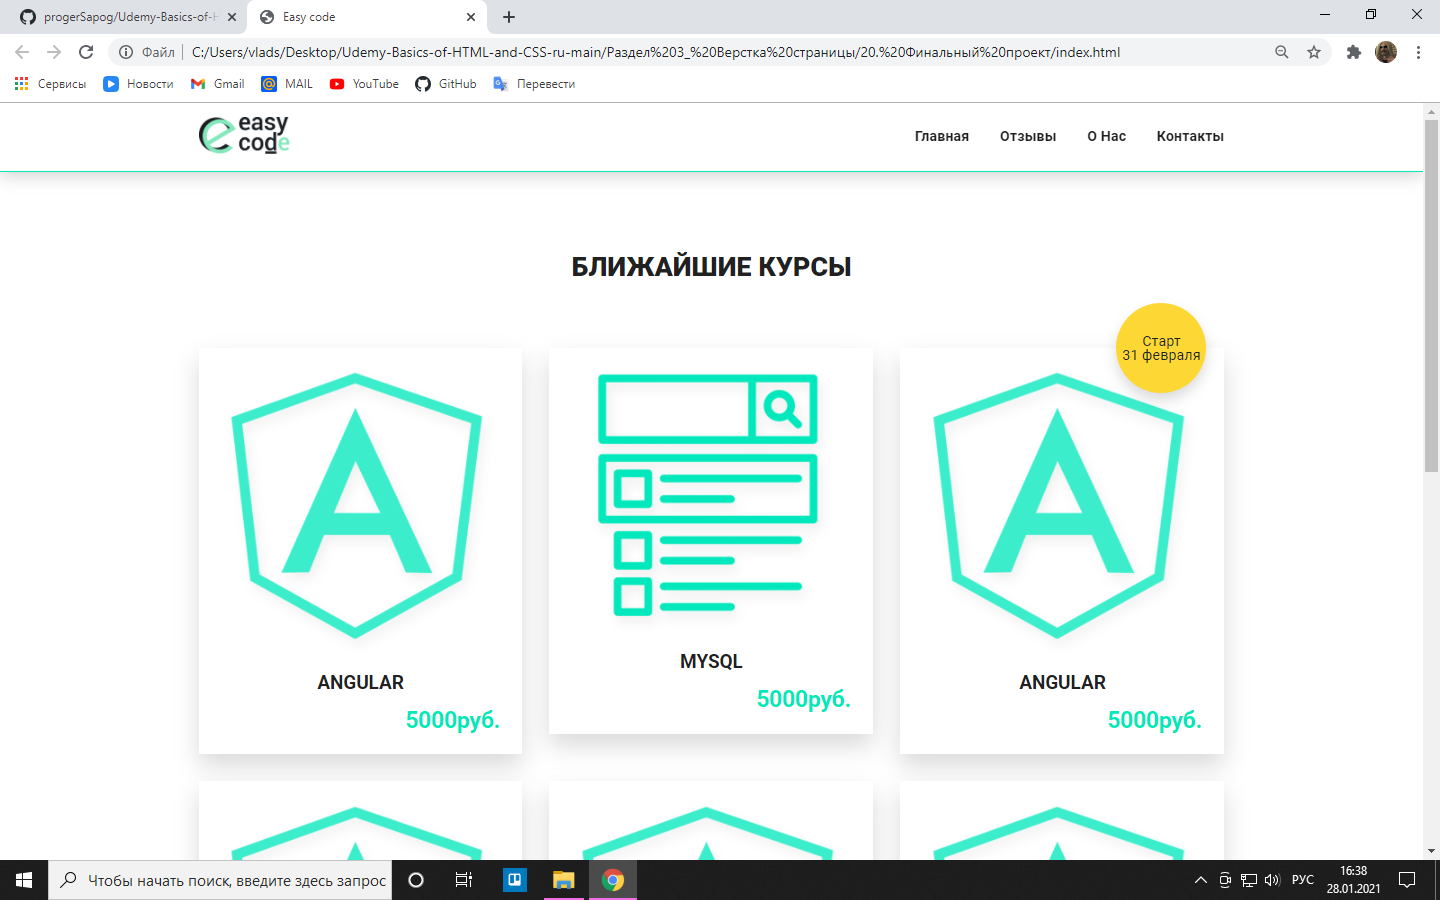 progerSapog/Udemy-Basics-of-H
Easy code
Файл
C:/Users/vlads/Desktop/Udemy-Basics-of-HTML-and-CSS-ru-main/Раздел%203_%20Верстка%20страницы/20.%20Финальный%20проект/index.html
Сервисы
Новости
Gmail
MAIL
YouTube
GitHub
Перевести
easy
code
Главная
Отзывы
О Нас
Контакты
БЛИЖАЙШИЕ КУРСЫ
Старт
31 февраля
ANGULAR
5000руб.
MYSQL
5000руб.
ANGULAR
5000руб.
Чтобы начать поиск, введите здесь запрос
РУС
16:38
28.01.2021